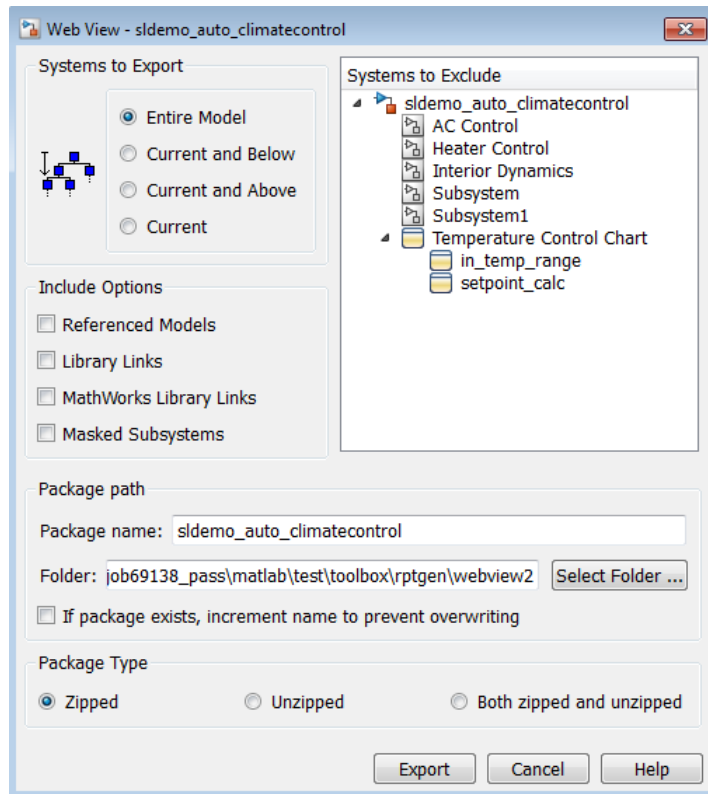 Web View - sldemo_auto_climatecontrol
Systems to Export
Entire Model
Current and Below
Current and Above
Current
Systems to Exclude
sldemo_auto_climatecontrol
AC Control
Heater Control
Interior Dynamics
Subsystem
Subsystem1
Temperature Control Chart
in_temp_range
setpoint_calc
Include Options
Referenced Models
Library Links
MathWorks Library Links
Masked Subsystems
Package path
Package name: sldemo_auto_climatecontrol
Folder: job69138_pass\matlab\test\toolbox\rptgen\webview2 Select Folder ...
If package exists, increment name to prevent overwriting
Package Type
Zipped Unzipped Both zipped and unzipped
Export Cancel Help